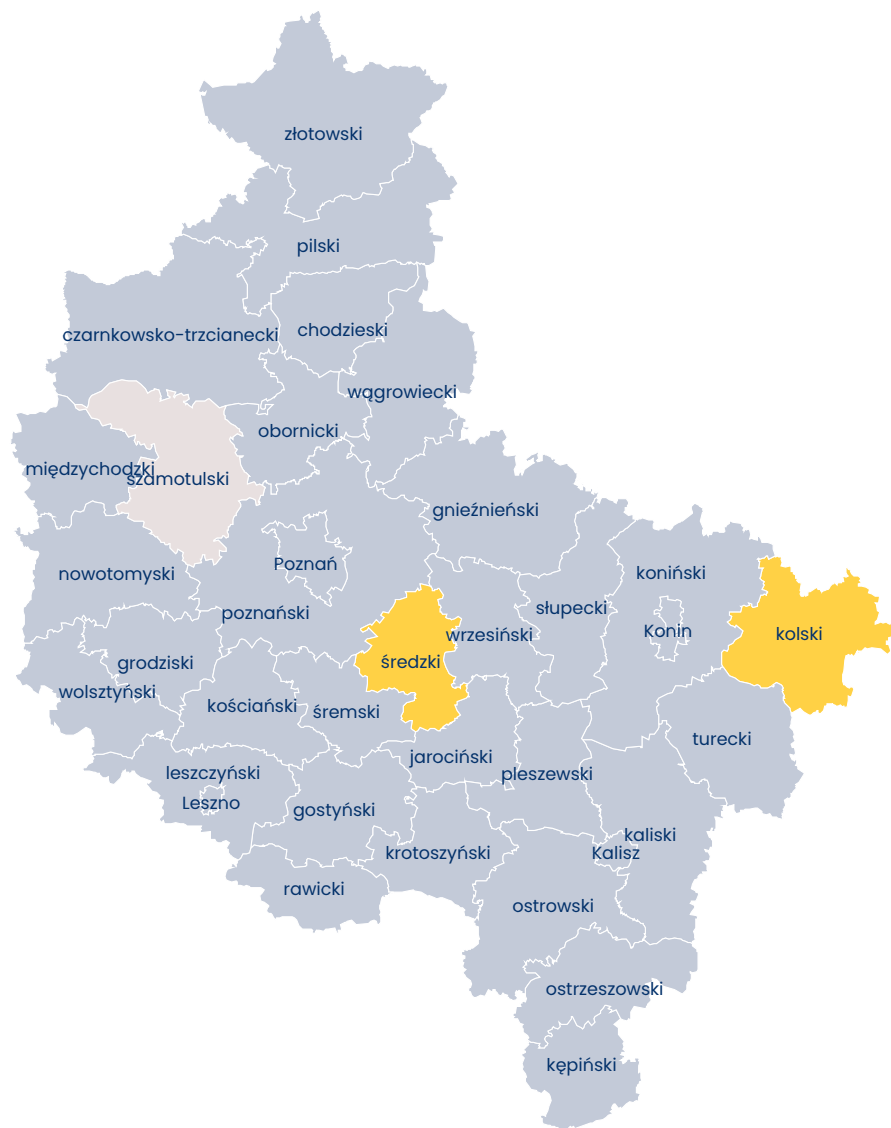 złotowski
pilski
czarnkowsko-trzcianecki
chodzieski
wągrowiecki
obornicki
międzychodzki
szamotulski
gnieźnieński
nowotomyski
Poznań
koniński
poznański
słupecki
wrzesiński
Konin
kolski
grodziski
średzki
wolsztyński
kościański
śremski
turecki
jarociński
leszczyński
pleszewski
Leszno
gostyński
kaliski
krotoszyński
Kalisz
rawicki
ostrowski
ostrzeszowski
kępiński